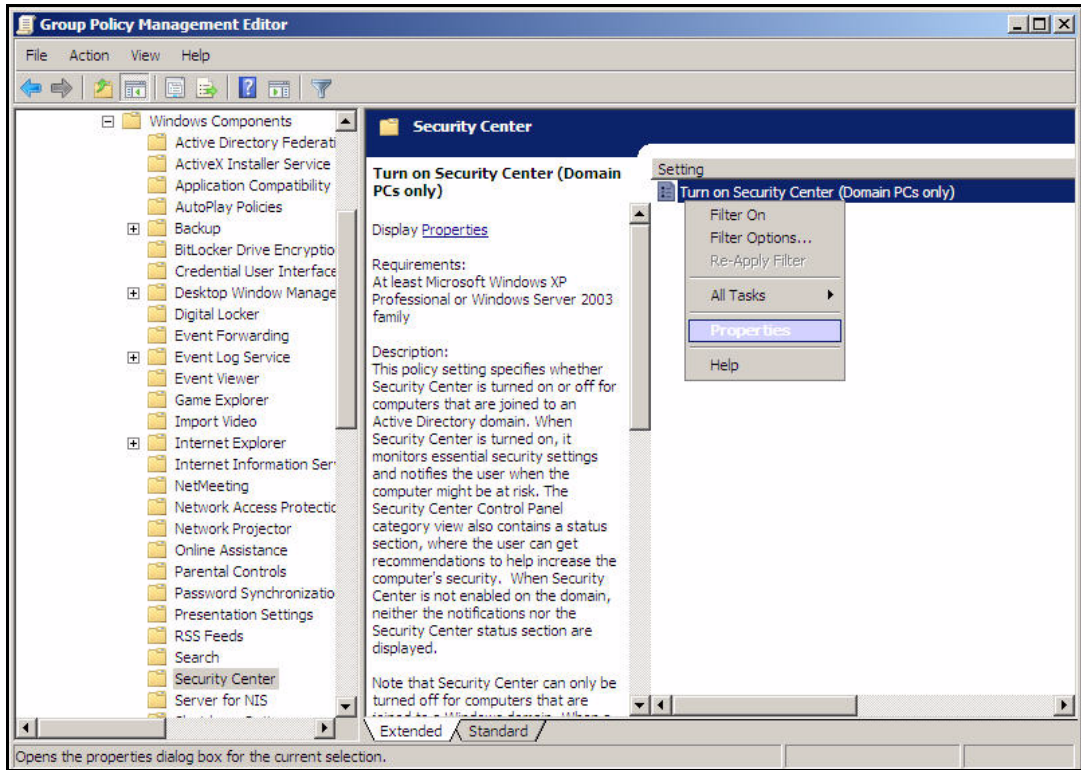 Group Policy Management Editor
File Action View Help
Windows Components
Active Directory Federati
ActiveX Installer Service
Application Compatibility
AutoPlay Policies
Backup
BitLocker Drive Encryptio
Credential User Interface
Desktop Window Manage
Digital Locker
Event Forwarding
Event Log Service
Event Viewer
Game Explorer
Import Video
Internet Explorer
Internet Information Ser
NetMeeting
Network Access Protectic
Network Projector
Online Assistance
Parental Controls
Password Synchronizatio
Presentation Settings
RSS Feeds
Search
Security Center
Server for NIS
Security Center
Turn on Security Center (Domain
PCs only)
Display Properties
Requirements:
At least Microsoft Windows XP
Professional or Windows Server 2003
family
Description:
This policy setting specifies whether
Security Center is turned on or off for
computers that are joined to an
Active Directory domain. When
Security Center is turned on, it
monitors essential security settings
and notifies the user when the
computer might be at risk. The
Security Center Control Panel
category view also contains a status
section, where the user can get
recommendations to help increase the
computer's security. When Security
Center is not enabled on the domain,
neither the notifications nor the
Security Center status section are
displayed.
Note that Security Center can only be
turned off for computers that are
Setting
Turn on Security Center (Domain PCs only)
Filter On
Filter Options...
Re-Apply Filter
All Tasks
Properties
Help
Extended Standard
Opens the properties dialog box for the current selection.